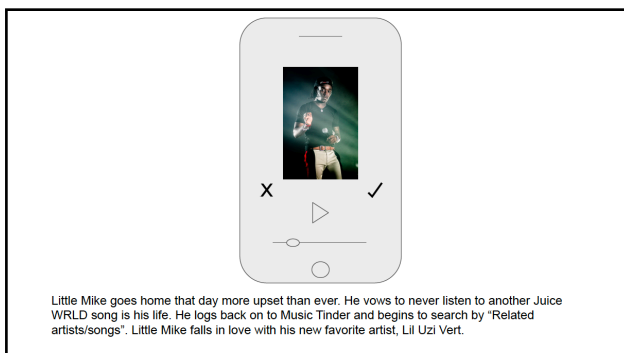 X
Little Mike goes home that day more upset than ever. He vows to never listen to another Juice
WRLD song is his life. He logs back on to Music Tinder and begins to search by “Related
artists/songs”. Little Mike falls in love with his new favorite artist, Lil Uzi Vert.